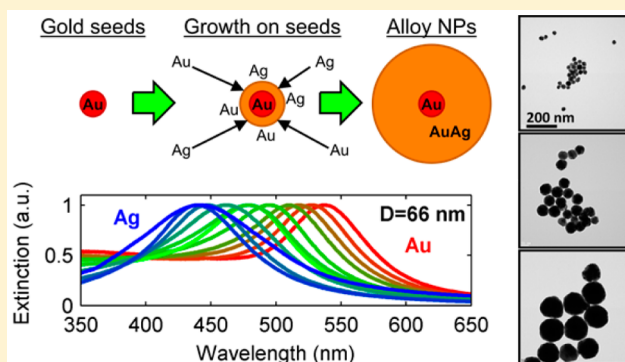 Gold seeds
Growth on seeds
Alloy NPs
Au
Au
Ag
Ag
Au
Au
Ag
Au
Ag
Au
Au
AuAg
200 nm
Extinction (a.u.)
1
0.5
0
Ag
D=66 nm
Au
350 400 450 500 550 600 650
Wavelength (nm)